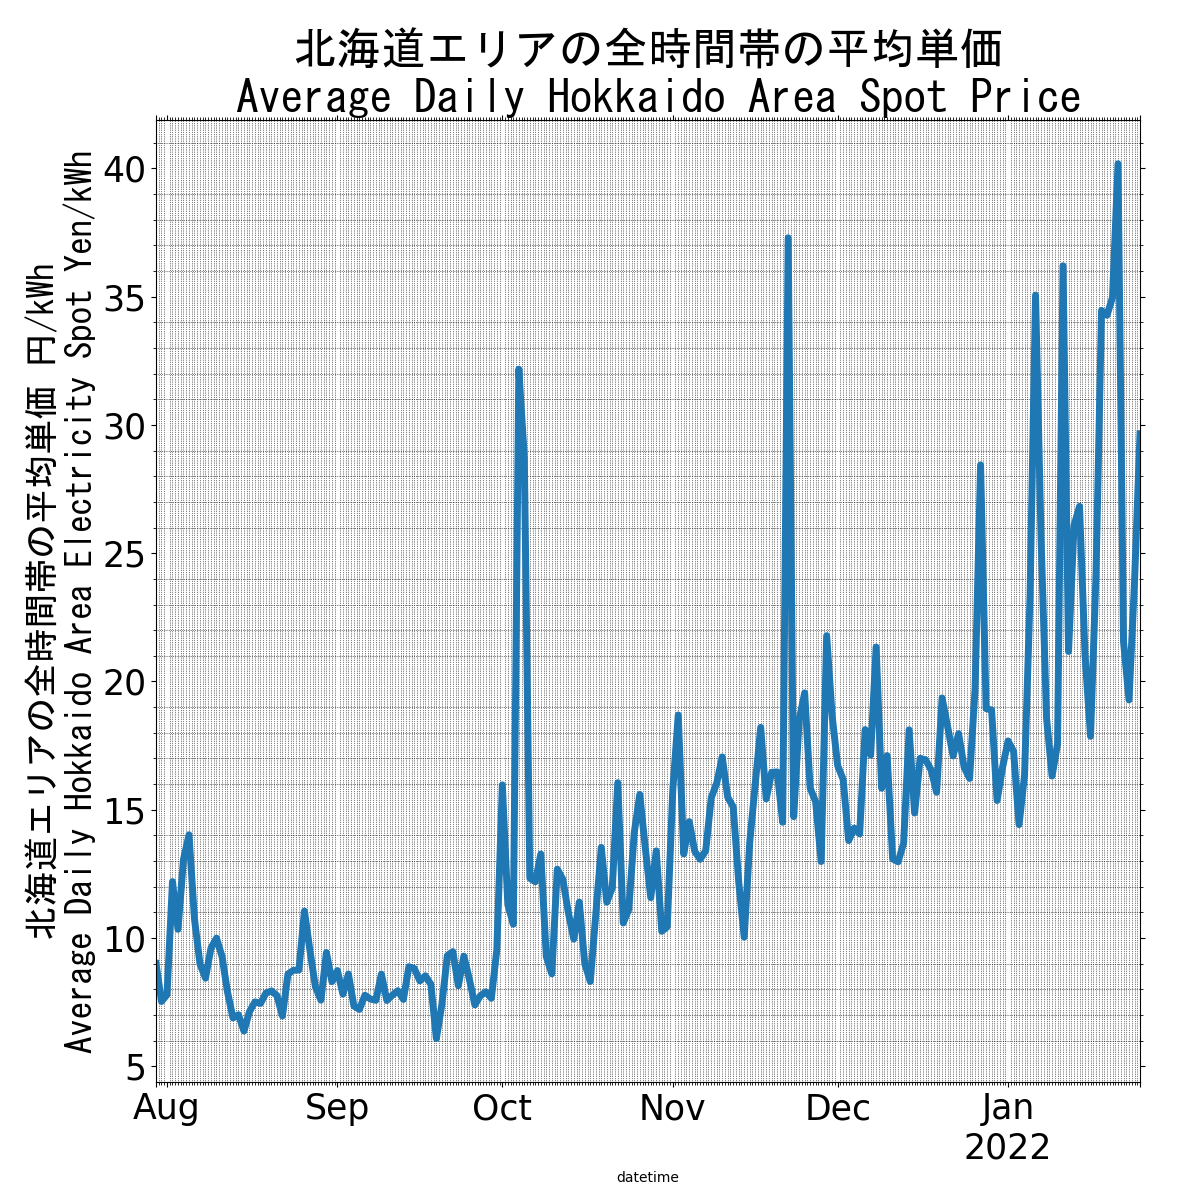 北海道エリアの全時間帯の平均単価
Average Daily Hokkaido Area Spot Price
北海道エリアの全時間帯の平均単価 円/kWh
Average Daily Hokkaido Area Electricity Spot Yen/kWh
40
35
30
25
20
15
10
5
Aug
Sep
Oct
Nov
Dec
Jan
2022
datetime